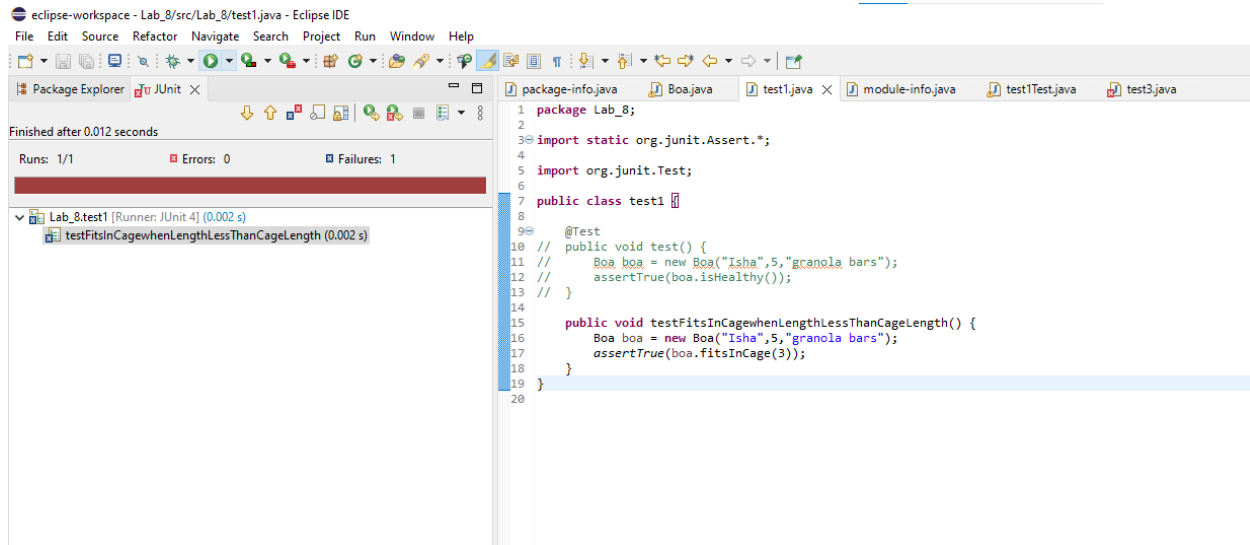 eclipse-workspace - Lab_8/src/Lab_8/test1.java - Eclipse IDE
File Edit Source Refactor Navigate Search Project Run Window Help
Package Explorer JUnit
package-info.java Boa.java test1.java module-info.java test1Test.java test3.java
Finished after 0.012 seconds
Runs: 1/1 Errors: 0 Failures: 1
Lab_8.test1 [Runner: JUnit 4] (0.002 s)
testFitsInCagewhenLengthLessThanCageLength (0.002 s)
1 package Lab_8;
2
3 import static org.junit.Assert.*;
4
5 import org.junit.Test;
6
7 public class test1 {
8
9 @Test
10 // public void test() {
11 // Boa boa = new Boa("Isha",5,"granola bars");
12 // assertTrue(boa.isHealthy());
13 // }
14
15 public void testFitsInCagewhenLengthLessThanCageLength() {
16 Boa boa = new Boa("Isha",5,"granola bars");
17 assertTrue(boa.fitsInCage(3));
18 }
19 }
20